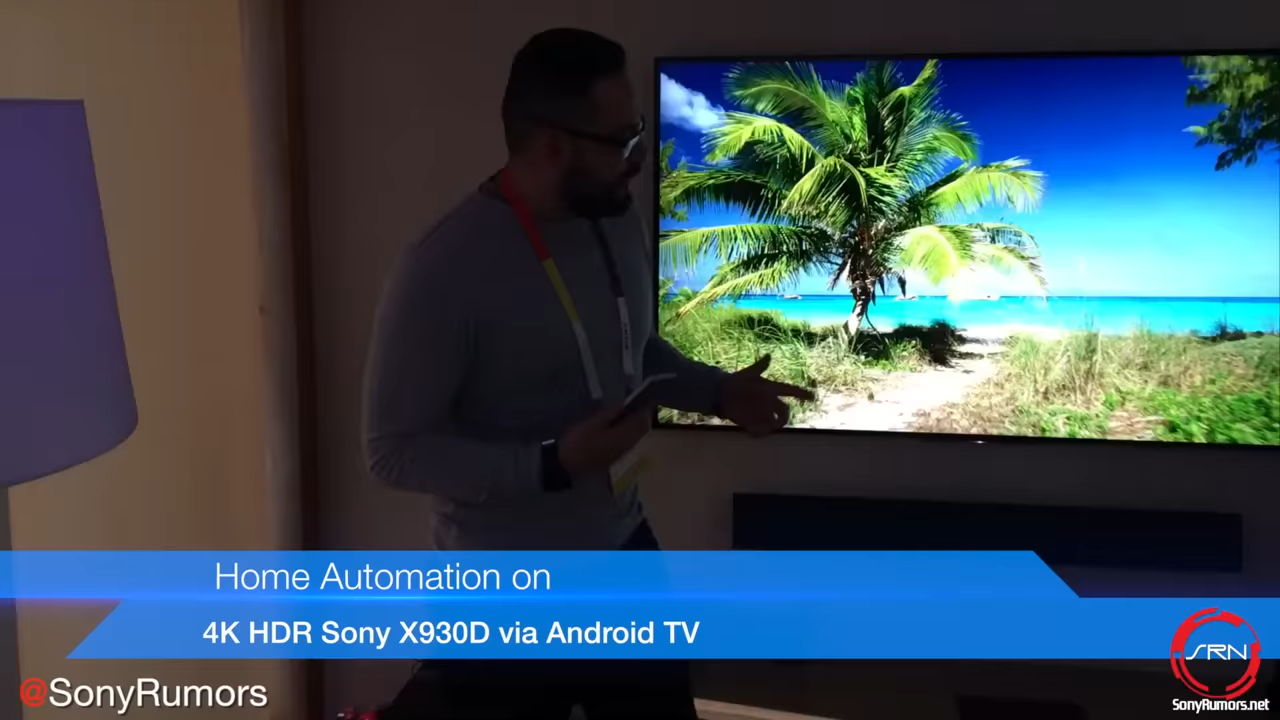 Home Automation on
4K HDR Sony X930D via Android TV
@SonyRumors
SRN
SonyRumors.net